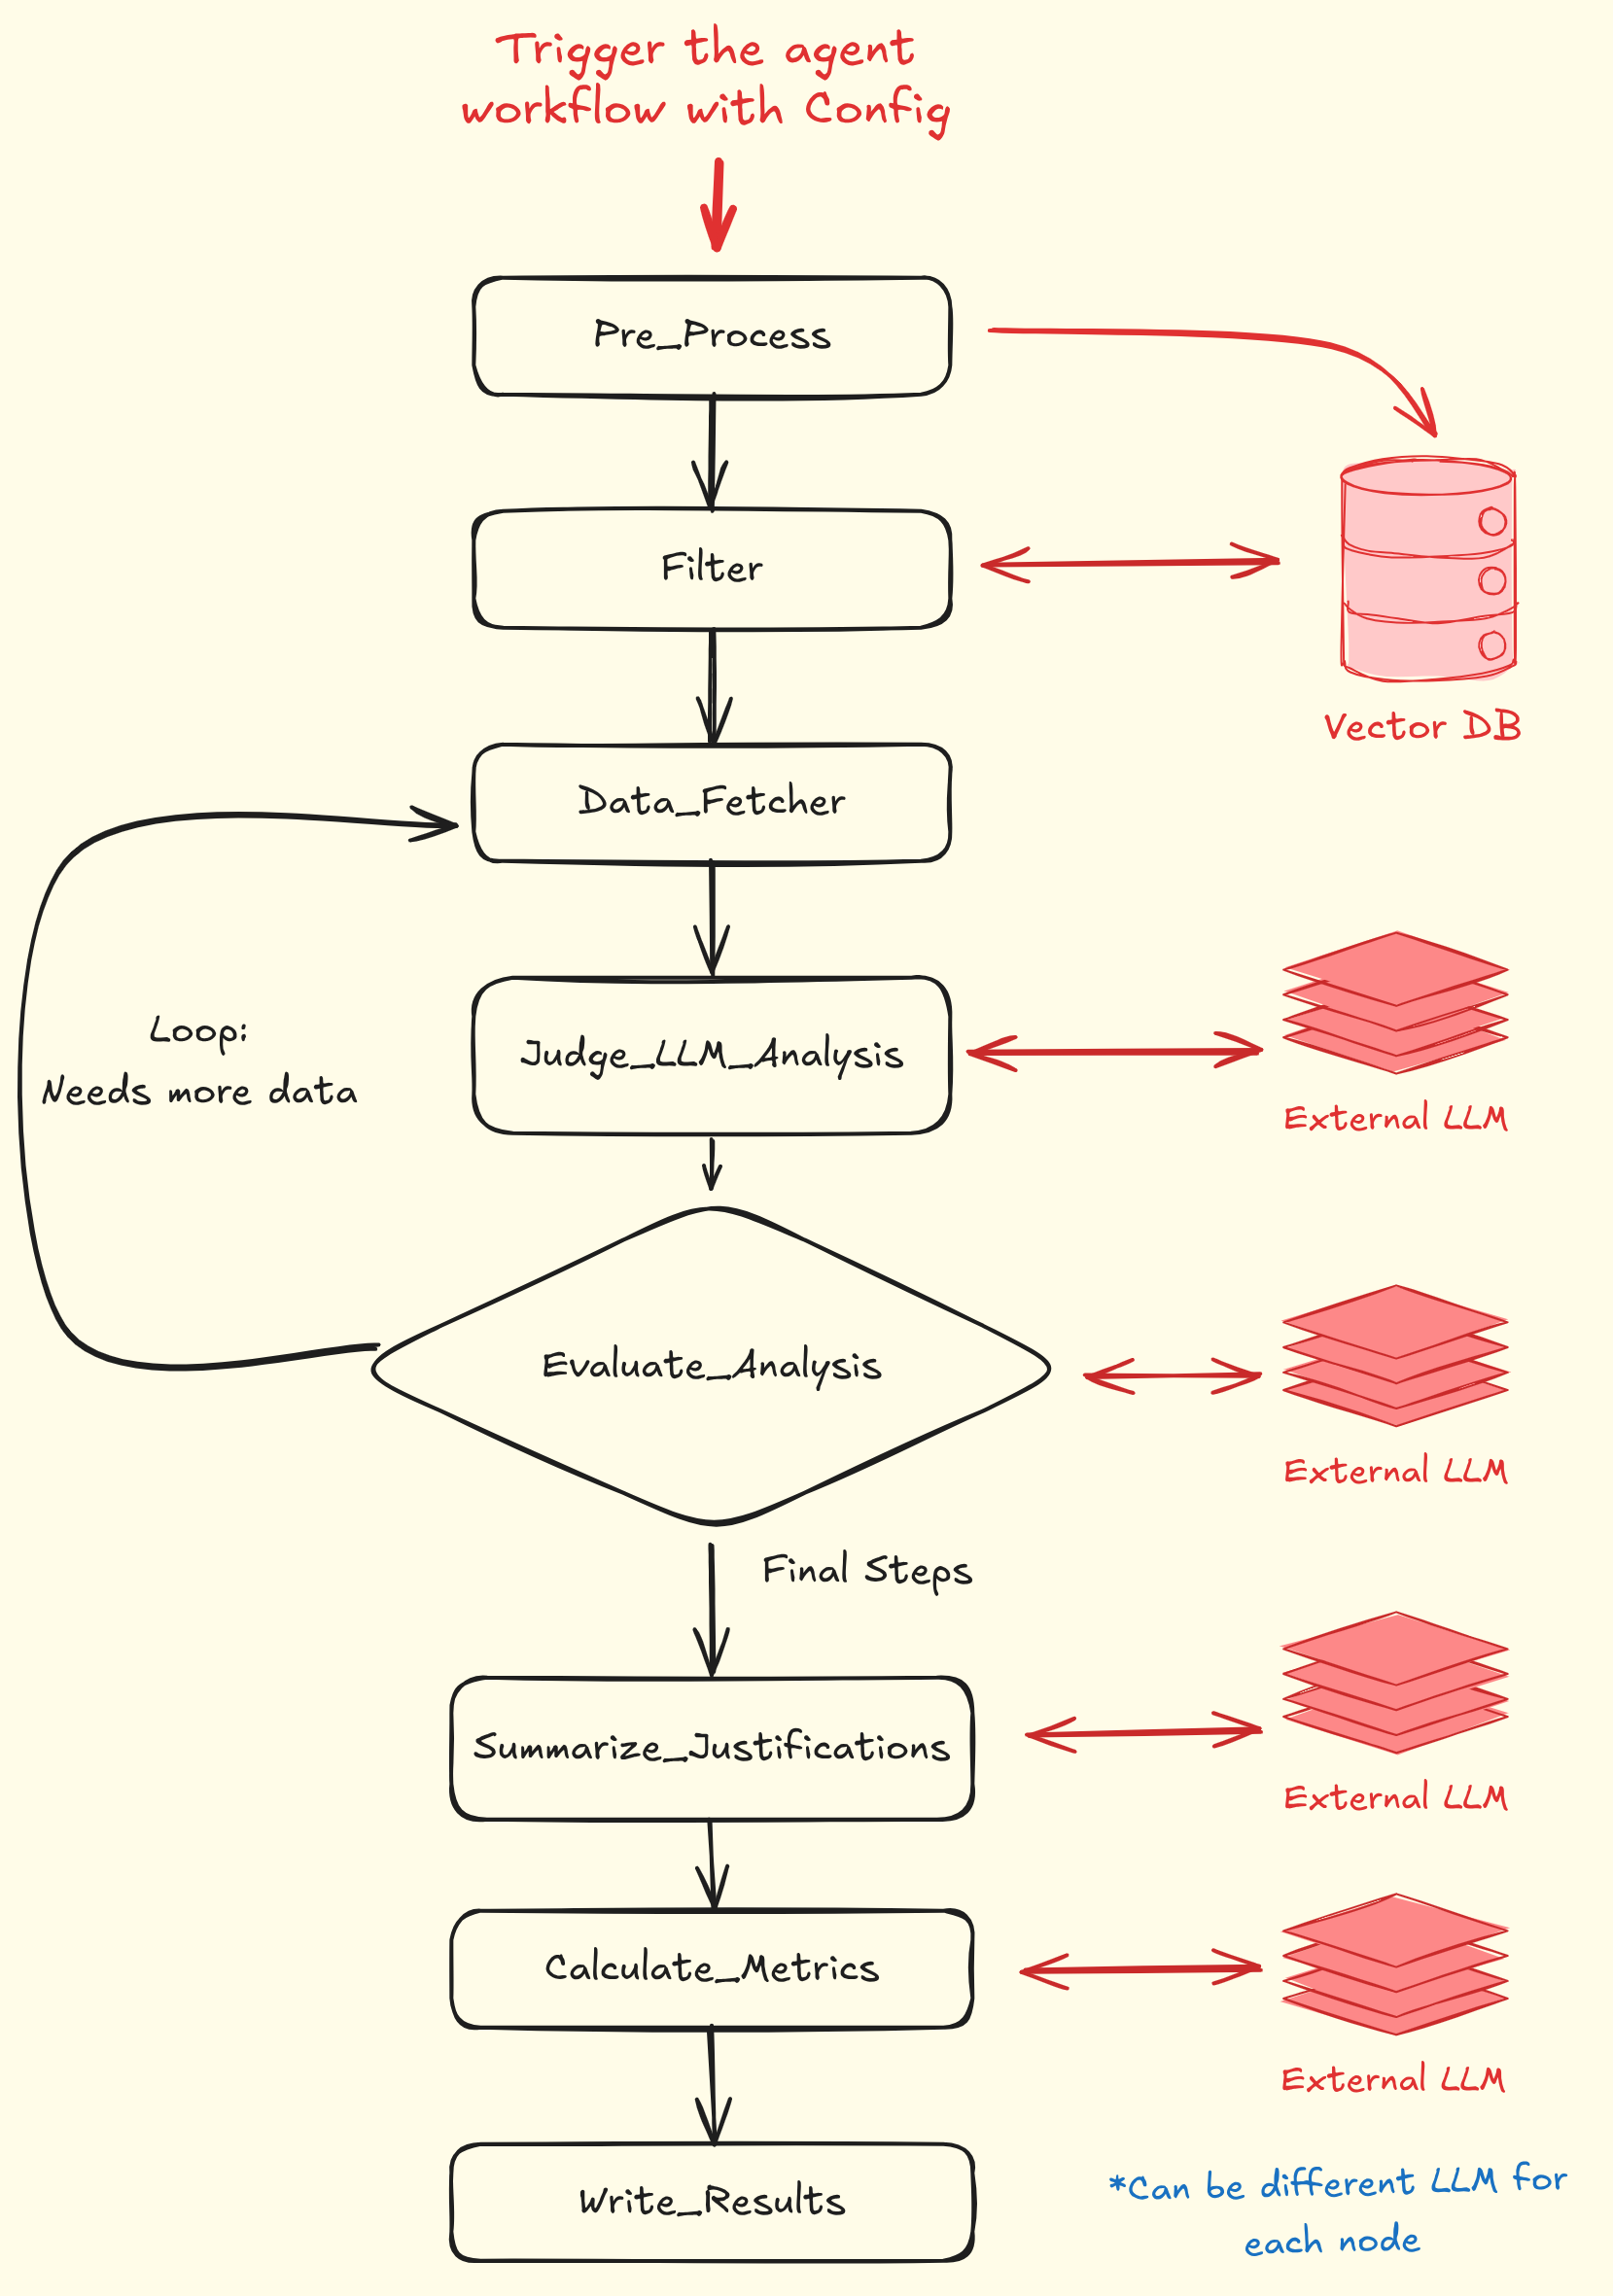 Trigger the agent
workflow with Config
Pre_Process
Filter
Vector DB
Data_Fetcher
Loop:
Needs more data
Judge_LLM_Analysis
External LLM
Evaluate_Analysis
External LLM
Final Steps
Summarize_Justifications
External LLM
Calculate_Metrics
External LLM
Write_Results
*Can be different LLM for
each node